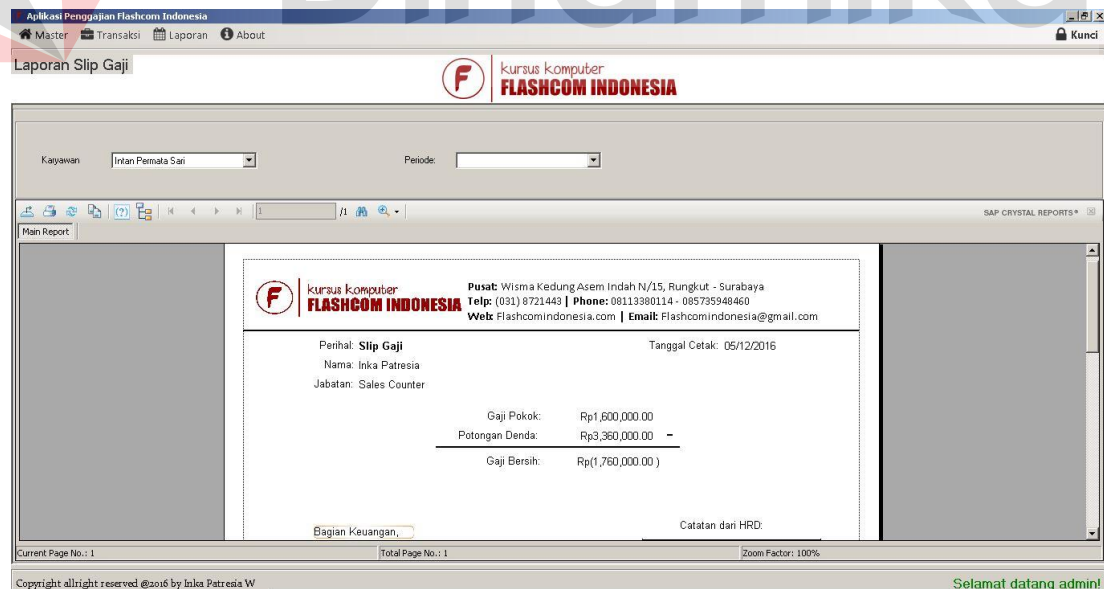 Dinamika
Aplikasi Penggajian Flashcom Indonesia
Master Transaksi Laporan About Kunci
Laporan Slip Gaji
F kursus komputer
FLASHCOM INDONESIA
Karyawan Intan Permata Sari Periode:
1 /1 SAP CRYSTAL REPORTS®
Main Report
F kursus komputer
FLASHCOM INDONESIA
Pusat: Wisma Kedung Asem Indah N/15, Rungkut - Surabaya
Telp: (031) 8721443 | Phone: 08113380114 - 085735948460
Web: Flashcomindonesia.com | Email: Flashcomindonesia@gmail.com
Perihal: Slip Gaji Tanggal Cetak: 05/12/2016
Nama: Inka Patresia
Jabatan: Sales Counter
Gaji Pokok: Rp1,600,000.00
Potongan Denda: Rp3,360,000.00 -
Gaji Bersih: Rp(1,760,000.00 )
Bagian Keuangan, Catatan dari HRD:
Current Page No.: 1 Total Page No.: 1 Zoom Factor: 100%
Copyright allright reserved @2016 by Inka Patresia W Selamat datang admin!